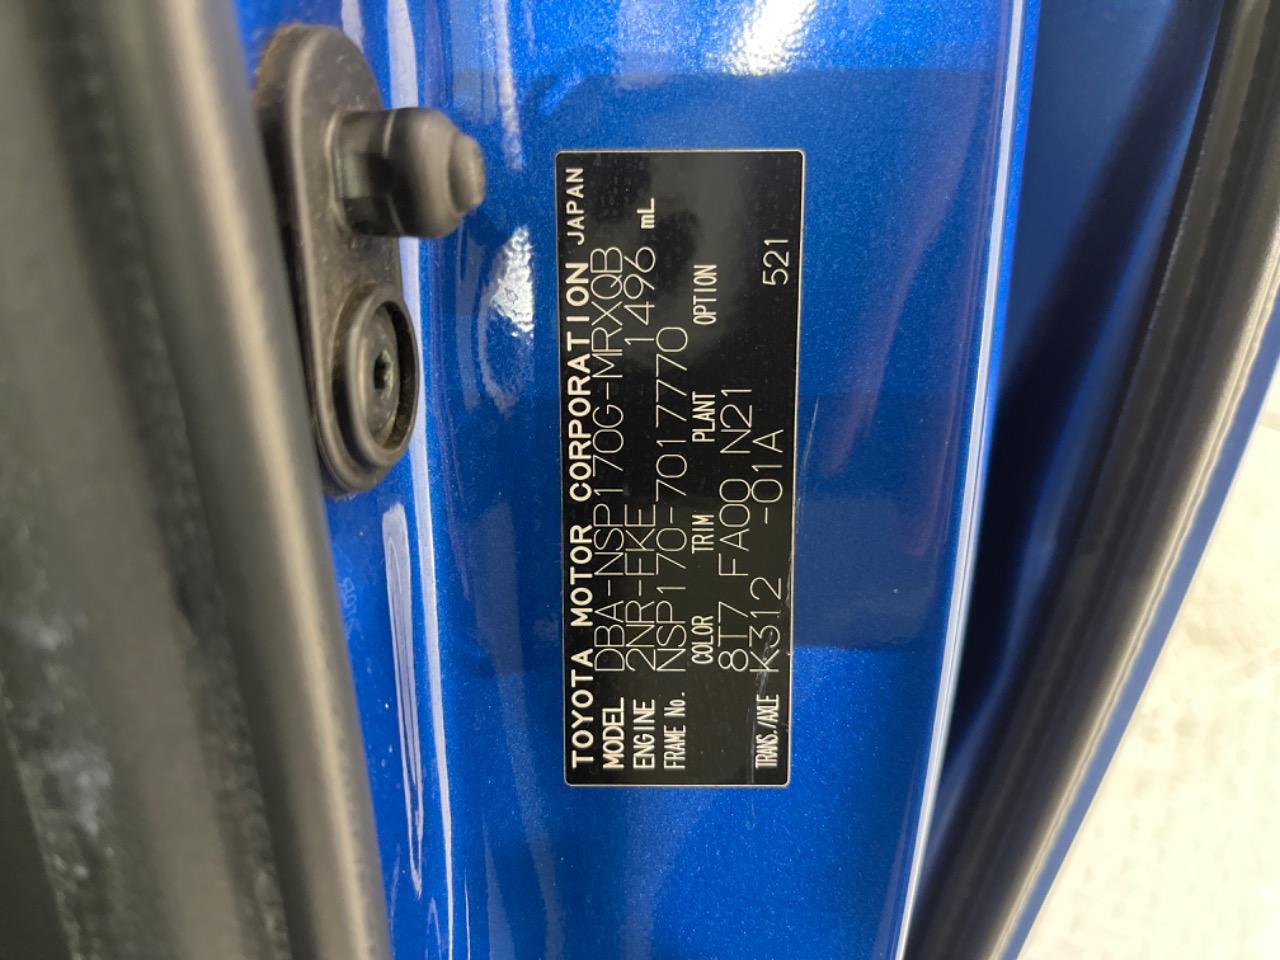 TOYOTA MOTOR CORPORATION JAPAN
MODEL DBA-NSP170G-MRXQB
ENGINE 2NR-FKE 1496 mL
FRAME No. NSP170-7017770
COLOR TRIM PLANT OPTION
8T7 FA00 N21
TRANS./AXLE K312 -01A 521